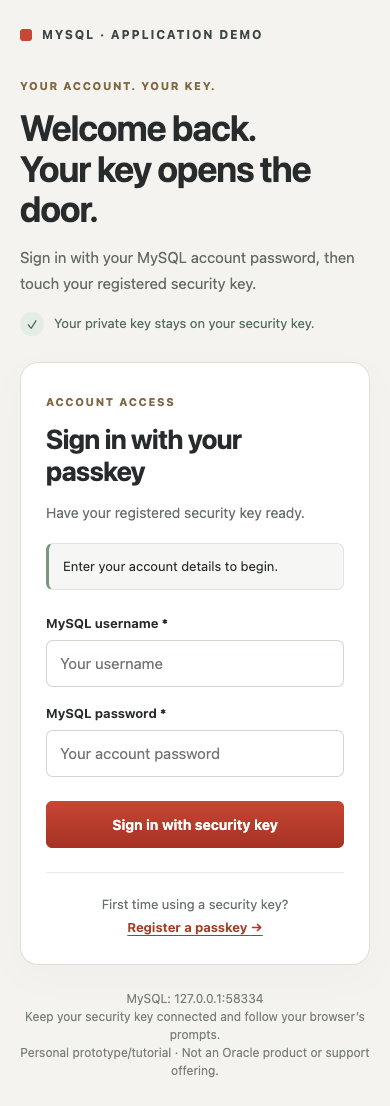 MYSQL · APPLICATION DEMO
YOUR ACCOUNT. YOUR KEY.
Welcome back.
Your key opens the
door.
Sign in with your MySQL account password, then
touch your registered security key.
Your private key stays on your security key.
ACCOUNT ACCESS
Sign in with your
passkey
Have your registered security key ready.
Enter your account details to begin.
MySQL username *
Your username
MySQL password *
Your account password
Sign in with security key
First time using a security key?
Register a passkey →
MySQL: 127.0.0.1:58334
Keep your security key connected and follow your browser's
prompts.
Personal prototype/tutorial · Not an Oracle product or support
offering.